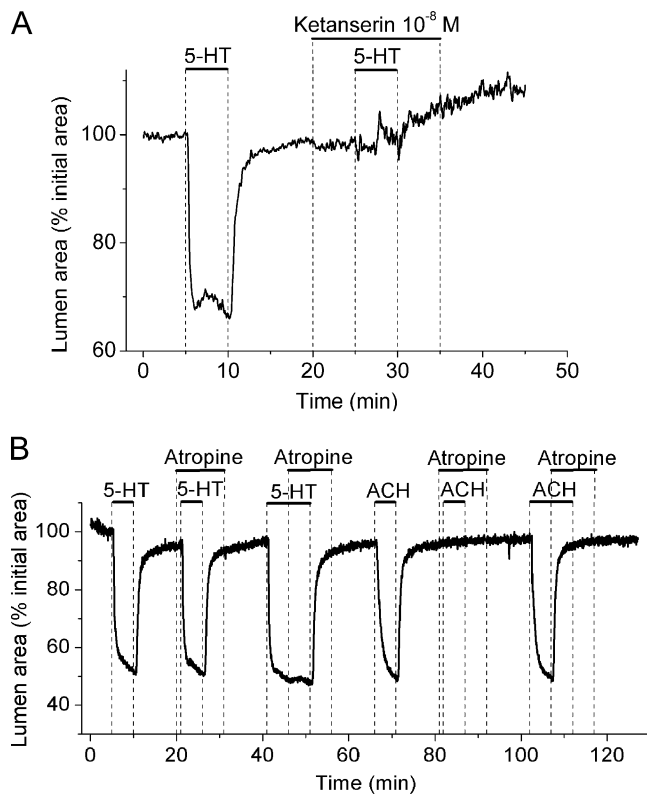 A
Ketanserin 10⁻⁸ M
5-HT
5-HT
Lumen area (% initial area)
100
80
60
0
10
20
30
40
50
Time (min)
B
Atropine
Atropine
Atropine
Atropine
5-HT
5-HT
5-HT
ACH
ACH
ACH
Lumen area (% initial area)
100
80
60
40
0
20
40
60
80
100
120
Time (min)